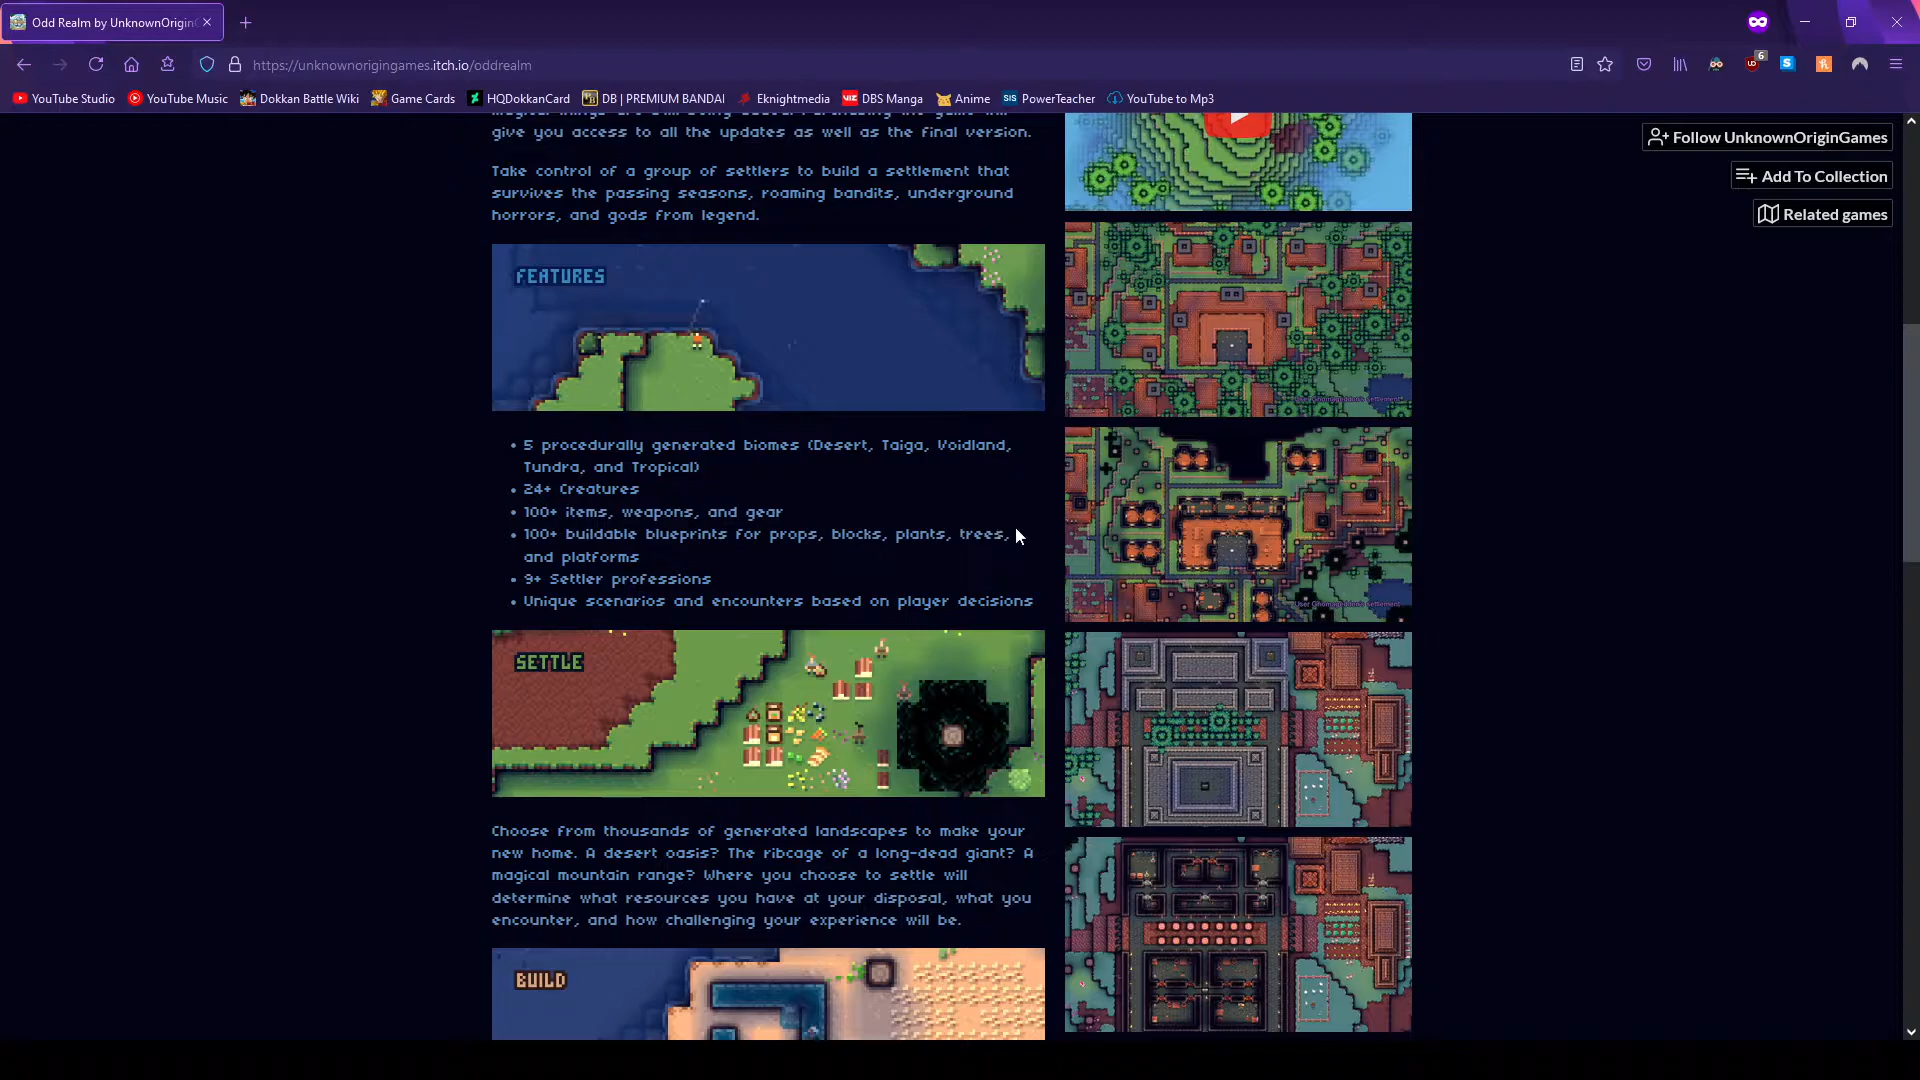 Odd Realm by UnknownOrigin
https://unknownorigingames.itch.io/oddrealm
6
YouTube Studio
YouTube Music
Dokkan Battle Wiki
Game Cards
HQDokkanCard
DB | PREMIUM BANDAI
Eknightmedia
DBS Manga
Anime
SIS PowerTeacher
YouTube to Mp3
give you access to all the updates as well as the final version.
Take control of a group of settlers to build a settlement that
survives the passing seasons, roaming bandits, underground
horrors, and gods from legend.
FEATURES
• 5 procedurally generated biomes (Desert, Taiga, Voidland,
Tundra, and Tropical)
• 24+ Creatures
• 100+ items, weapons, and gear
• 100+ buildable blueprints for props, blocks, plants, trees,
and platforms
• 9+ Settler professions
• Unique scenarios and encounters based on player decisions
SETTLE
Choose from thousands of generated landscapes to make your
new home. A desert oasis? The ribcage of a long-dead giant? A
magical mountain range? Where you choose to settle will
determine what resources you have at your disposal, what you
encounter, and how challenging your experience will be.
BUILD
Follow UnknownOriginGames
Add To Collection
Related games